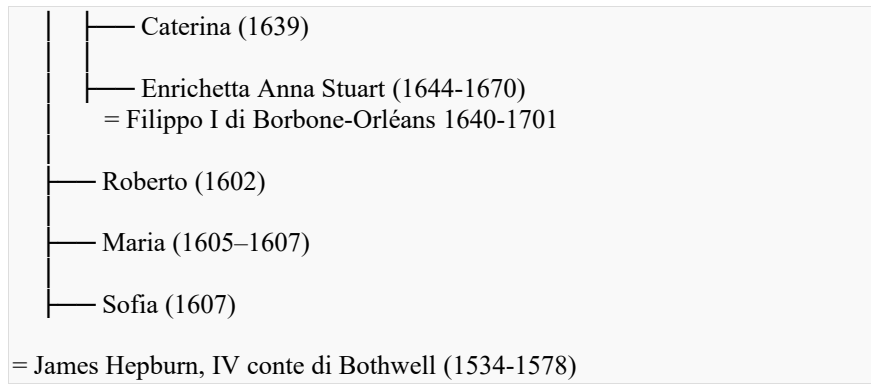 Caterina (1639)
Enrichetta Anna Stuart (1644-1670)
= Filippo I di Borbone-Orléans 1640-1701
Roberto (1602)
Maria (1605–1607)
Sofia (1607)
= James Hepburn, IV conte di Bothwell (1534-1578)